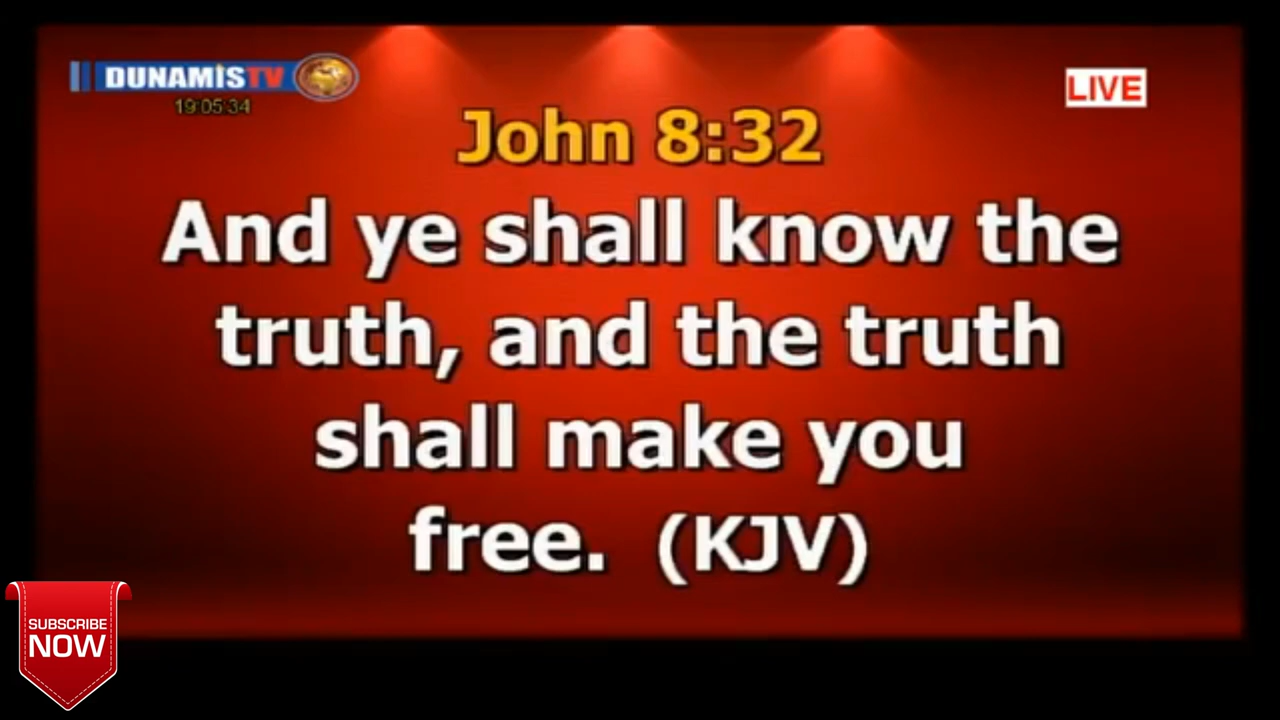 DUNAMIS TV
LIVE
19:05:34
John 8:32
And ye shall know the
truth, and the truth
shall make you
free. (KJV)
SUBSCRIBE
NOW